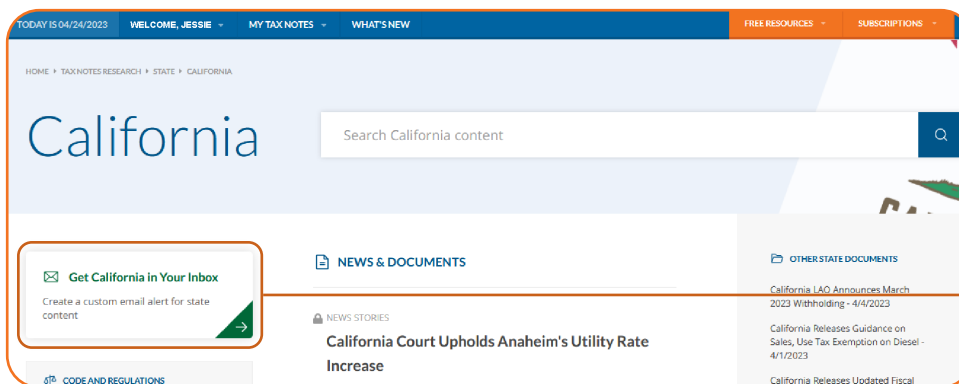 TODAY IS 04/24/2023 WELCOME, JESSIE MY TAX NOTES WHAT'S NEW FREE RESOURCES SUBSCRIPTIONS
HOME TAX NOTES RESEARCH STATE CALIFORNIA
California
Search California content
Get California in Your Inbox
Create a custom email alert for state
content
CODE AND REGULATIONS
NEWS & DOCUMENTS
NEWS STORIES
California Court Upholds Anaheim's Utility Rate
Increase
OTHER STATE DOCUMENTS
California LAO Announces March
2023 Withholding - 4/4/2023
California Releases Guidance on
Sales, Use Tax Exemption on Diesel -
4/1/2023
California Releases Updated Fiscal